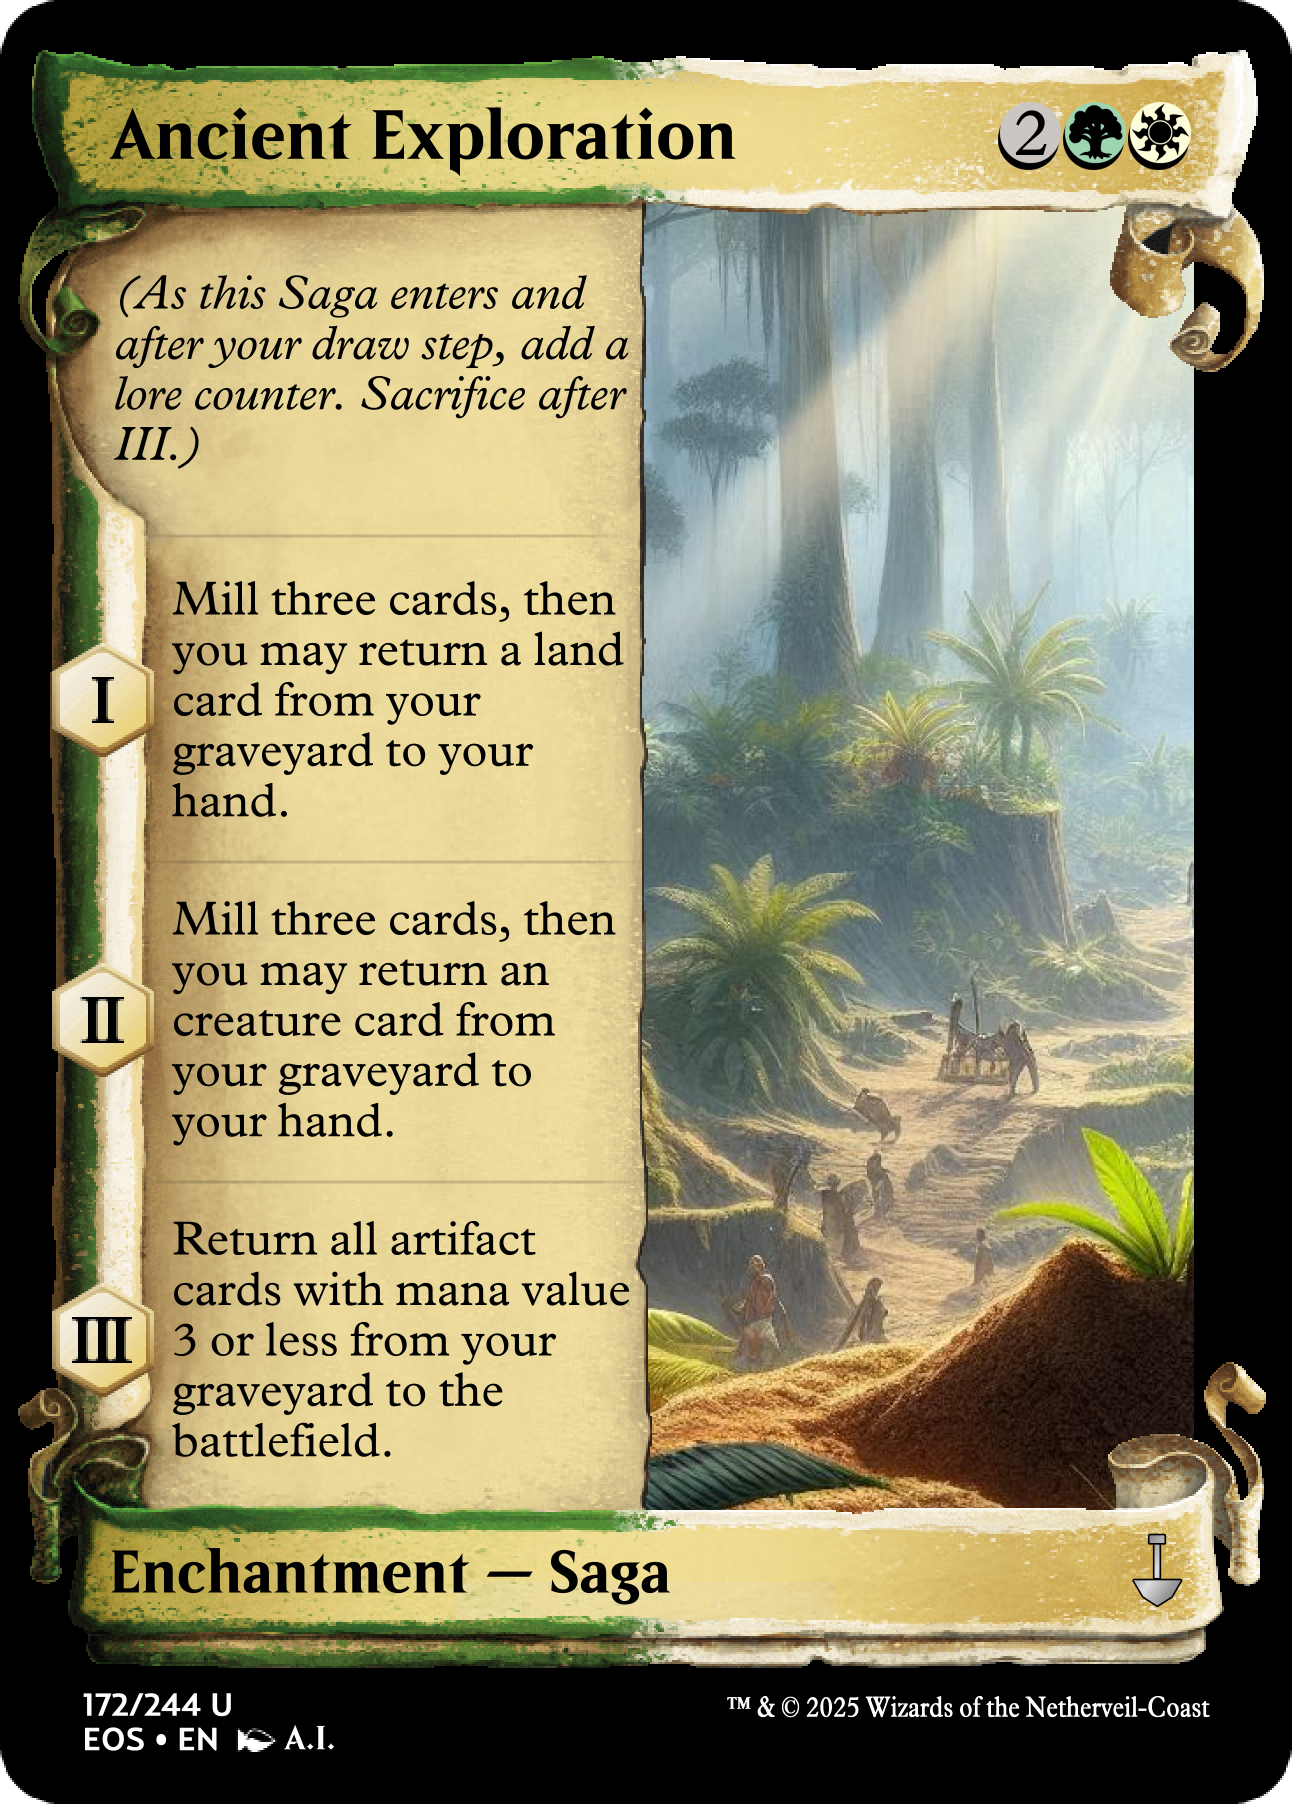 Ancient Exploration 2
(As this Saga enters and
after your draw step, add a
lore counter. Sacrifice after
III.)
I
Mill three cards, then
you may return a land
card from your
graveyard to your
hand.
II
Mill three cards, then
you may return an
creature card from
your graveyard to
your hand.
III
Return all artifact
cards with mana value
3 or less from your
graveyard to the
battlefield.
Enchantment — Saga
172/244 U
EOS • EN A.I.
™ & © 2025 Wizards of the Netherveil-Coast